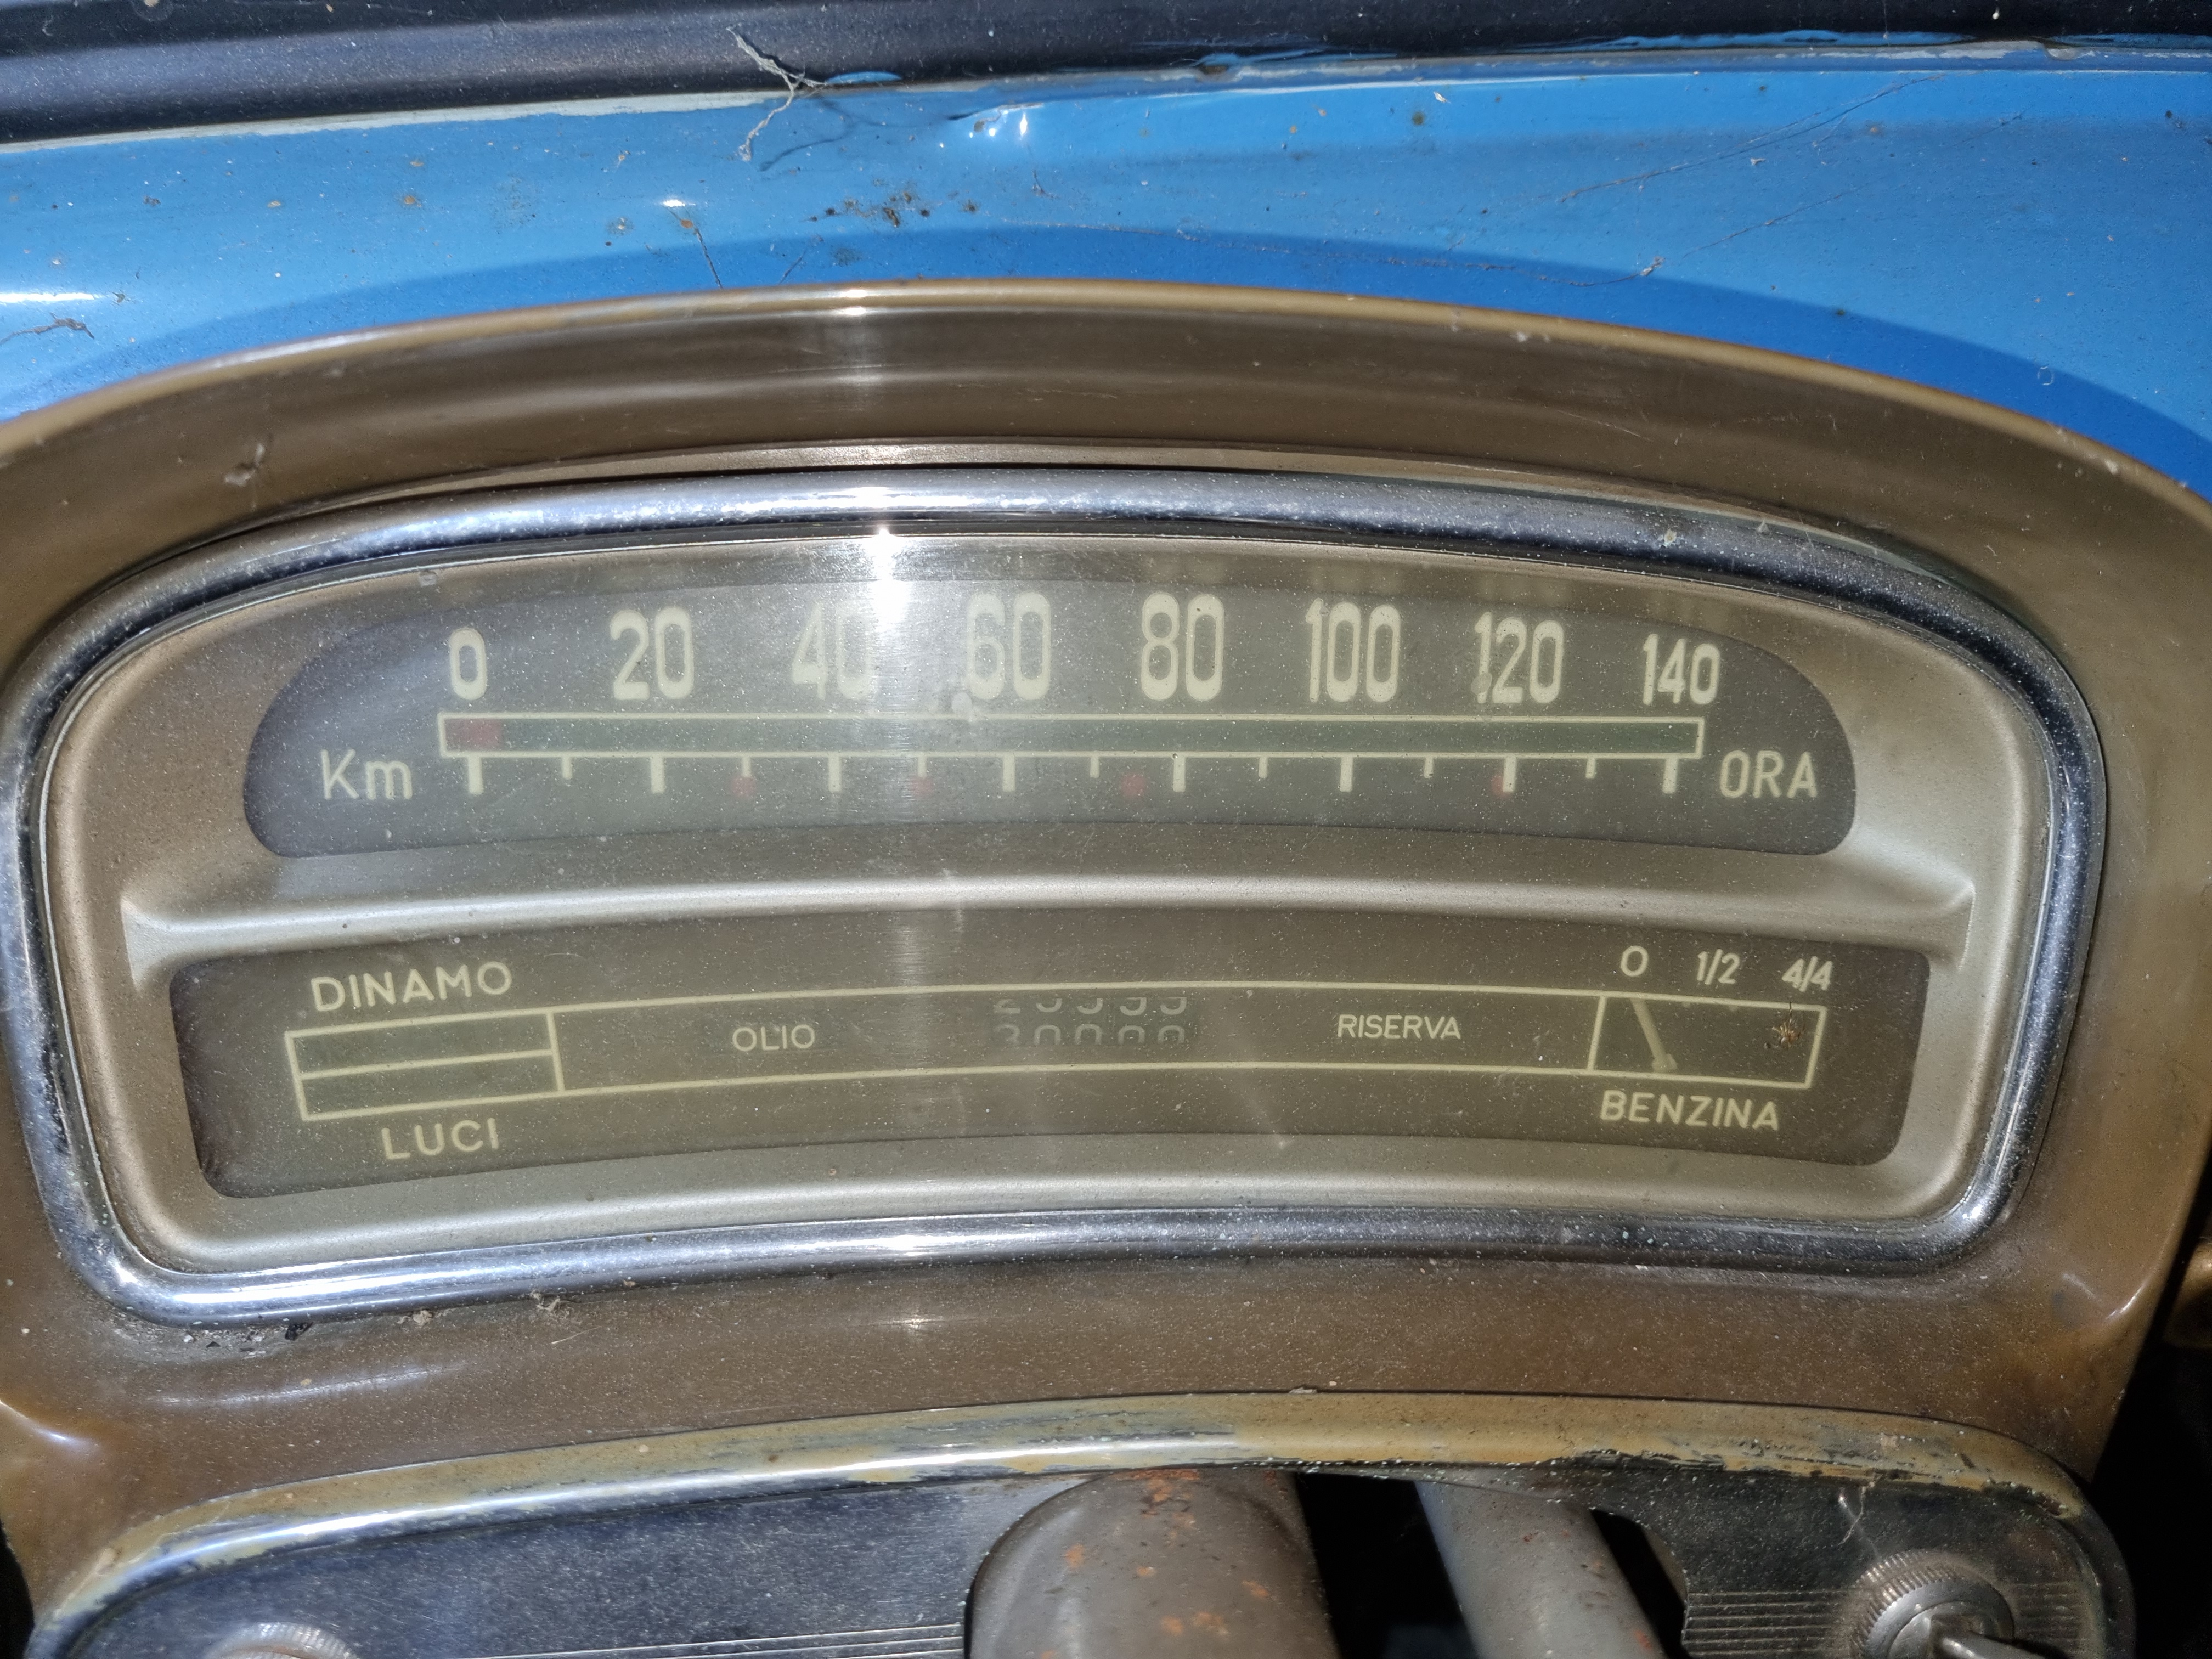 0 20 40 60 80 100 120 140
Km ORA
DINAMO
0 1/2 4/4
OLIO
RISERVA
LUCI
BENZINA